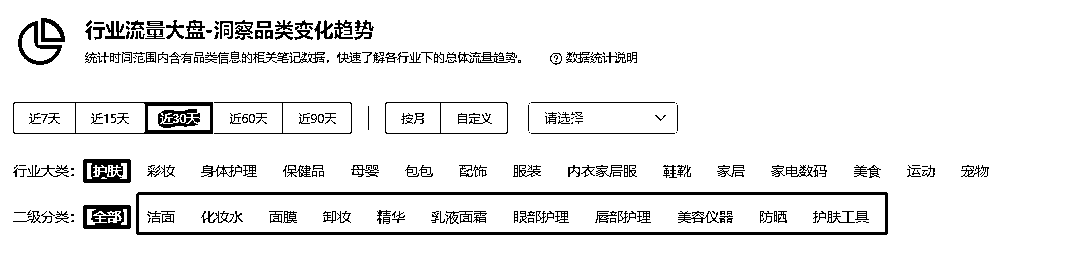 行业流量大盘-洞察品类变化趋势
统计时间范围内含有品类信息的相关笔记数据，快速了解各行业下的总体流量趋势。 ? 数据统计说明
近7天 近15天 近30天 近60天 近90天 按月 自定义 请选择
行业大类： [护肤] 彩妆 身体护理 保健品 母婴 包包 配饰 服装 内衣家居服 鞋靴 家居 家电数码 美食 运动 宠物
二级分类： [全部] 洁面 化妆水 面膜 卸妆 精华 乳液面霜 眼部护理 唇部护理 美容仪器 防晒 护肤工具